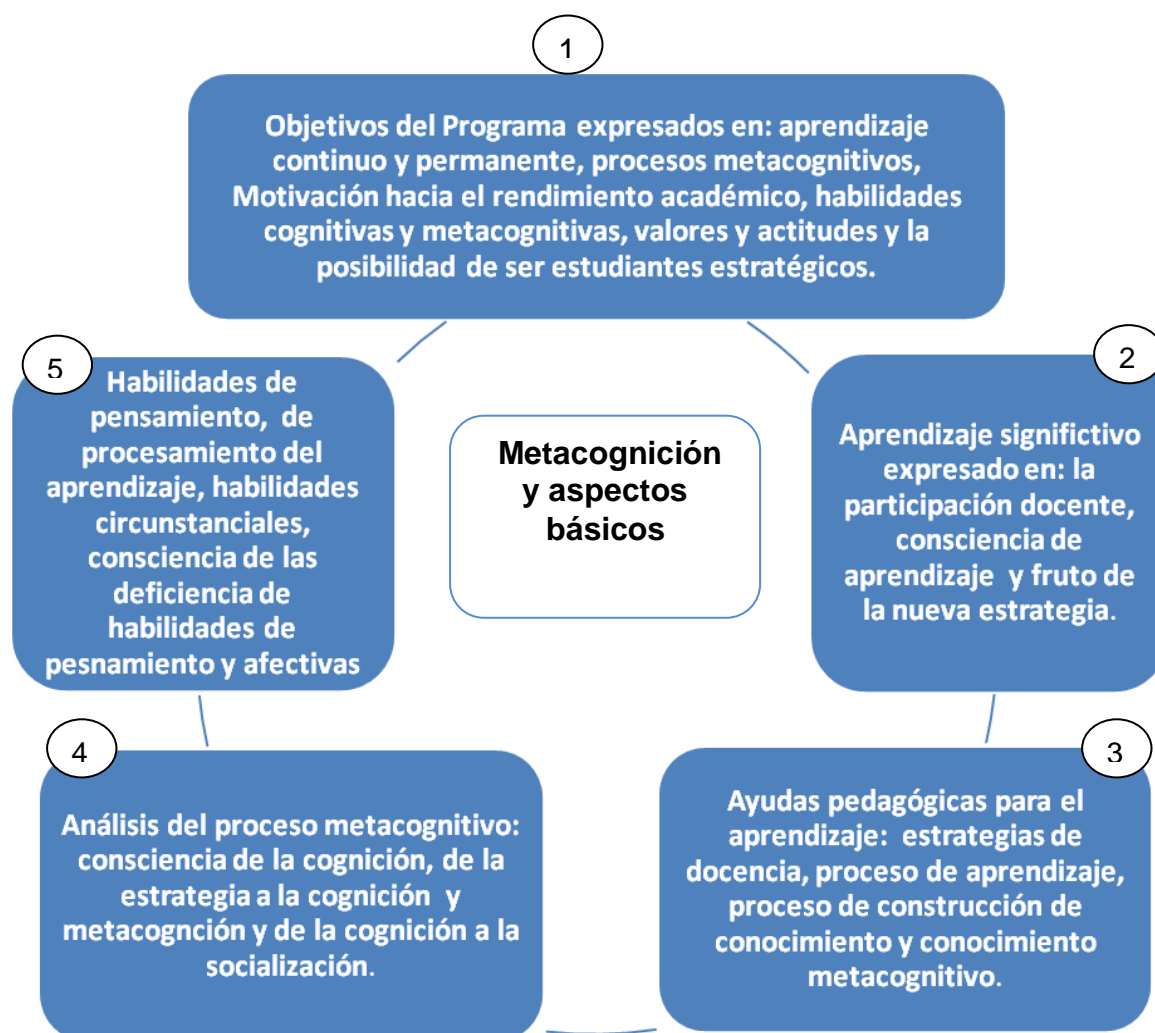 1
Objetivos del Programa expresados en: aprendizaje
continuo y permanente, procesos metacognitivos,
Motivación hacia el rendimiento académico, habilidades
cognitivas y metacognitivas, valores y actitudes y la
posibilidad de ser estudiantes estratégicos.
2
Aprendizaje significtivo
expresado en: la
participación docente,
consciencia de
aprendizaje y fruto de
la nueva estrategia.
3
Ayudas pedagógicas para el
aprendizaje: estrategias de
docencia, proceso de aprendizaje,
proceso de construcción de
conocimiento y conocimiento
metacognitivo.
4
Análisis del proceso metacognitivo:
consciencia de la cognición, de la
estrategia a la cognición y
metacognción y de la cognición a la
socialización.
5
Habilidades de
pensamiento, de
procesamiento del
aprendizaje, habilidades
circunstanciales,
consciencia de las
deficiencia de
habilidades de
pesnamiento y afectivas
Metacognición
y aspectos
básicos